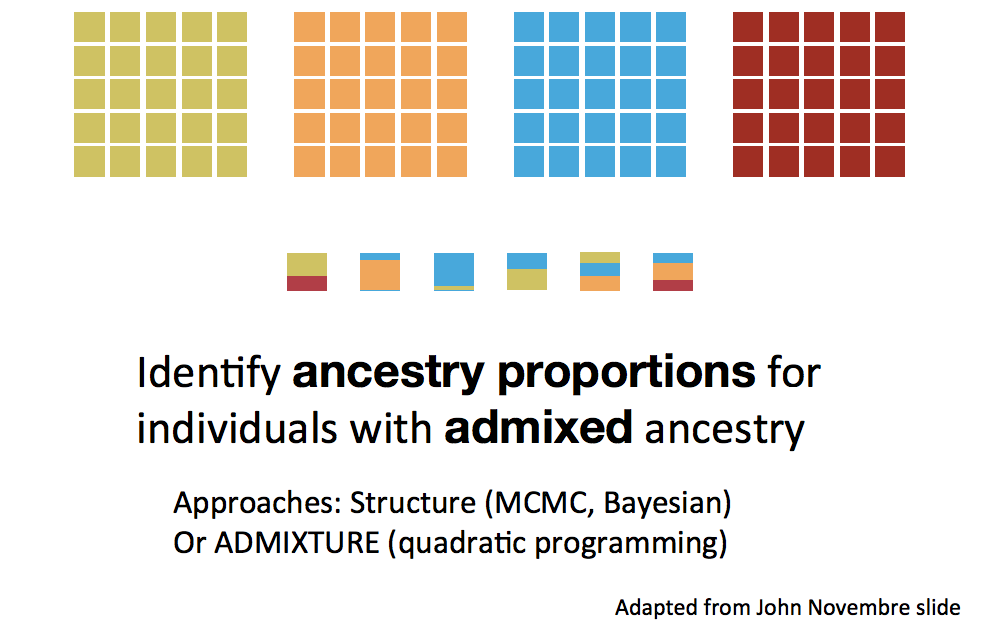 Identify ancestry proportions for
individuals with admixed ancestry
Approaches: Structure (MCMC, Bayesian)
Or ADMIXTURE (quadratic programming)
Adapted from John Novembre slide